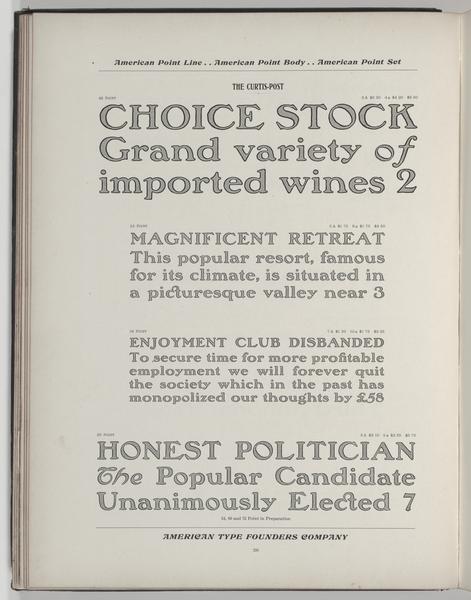 American Point Line . . American Point Body . . American Point Set
THE CURTIS-POST
CHOICE STOCK
Grand variety of
imported wines 2
MAGNIFICENT RETREAT
This popular resort, famous
for its climate, is situated in
a picturesque valley near 3
ENJOYMENT CLUB DISBANDED
To secure time for more profitable
employment we will forever quit
the society which in the past has
monopolized our thoughts by £58
HONEST POLITICIAN
The Popular Candidate
Unanimously Elected 7
Point in Preparation
AMERICAN TYPE FOUNDERS COMPANY